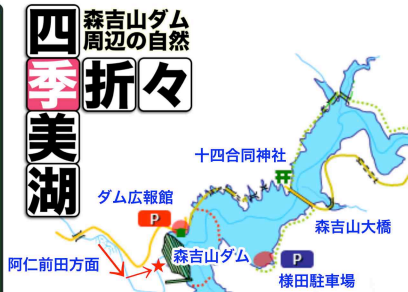 四季美湖
森吉山ダム
周辺の自然
折々
十四合同神社
ダム広報館
P
森吉山大橋
阿仁前田方面
森吉山ダム
P
様田駐車場